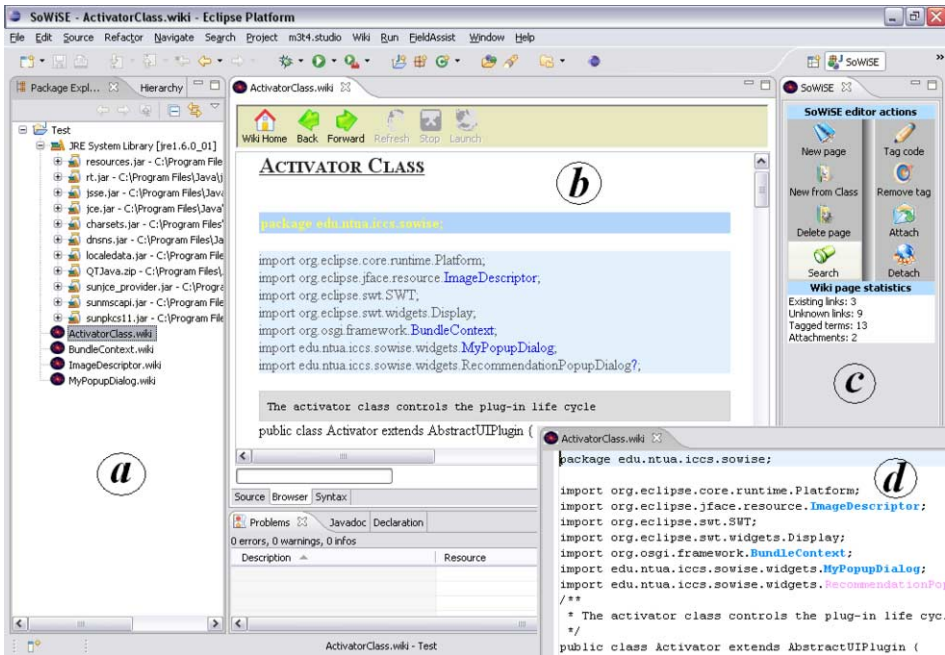 SoWiSE - ActivatorClass.wiki - Eclipse Platform
File Edit Source Refactor Navigate Search Project m3t4.studio Wiki Run FieldAssist Window Help
SoWiSE
»
Package Expl...
Hierarchy
Test
JRE System Library [jre1.6.0_01]
resources.jar - C:\Program File
rt.jar - C:\Program Files\Java\j
jsse.jar - C:\Program Files\Java
jce.jar - C:\Program Files\Java\
charsets.jar - C:\Program Files\
dnsns.jar - C:\Program Files\Ja
localedata.jar - C:\Program File
QTJava.zip - C:\Program Files\
sunjce_provider.jar - C:\Progra
sunmscapi.jar - C:\Program File
sunpkcs11.jar - C:\Program File
ActivatorClass.wiki
BundleContext.wiki
ImageDescriptor.wiki
MyPopupDialog.wiki
a
ActivatorClass.wiki
Wiki Home Back Forward Refresh Stop Launch
ACTIVATOR CLASS
b
package edu.ntua.iccs.sowise;
import org.eclipse.core.runtime.Platform;
import org.eclipse.jface.resource.ImageDescriptor;
import org.eclipse.swt.SWT;
import org.eclipse.swt.widgets.Display;
import org.osgi.framework.BundleContext;
import edu.ntua.iccs.sowise.widgets.MyPopupDialog;
import edu.ntua.iccs.sowise.widgets.RecommendationPopupDialog?;
The activator class controls the plug-in life cycle
public class Activator extends AbstractUIPlugin {
Source Browser Syntax
Problems Javadoc Declaration
0 errors, 0 warnings, 0 infos
Description Resource
SoWiSE
SoWiSE editor actions
New page Tag code
New from Class Remove tag
Delete page Attach
Search Detach
Wiki page statistics
Existing links: 3
Unknown links: 9
Tagged terms: 13
Attachments: 2
c
ActivatorClass.wiki
d
package edu.ntua.iccs.sowise;
import org.eclipse.core.runtime.Platform;
import org.eclipse.jface.resource.ImageDescriptor;
import org.eclipse.swt.SWT;
import org.eclipse.swt.widgets.Display;
import org.osgi.framework.BundleContext;
import edu.ntua.iccs.sowise.widgets.MyPopupDialog;
import edu.ntua.iccs.sowise.widgets.RecommendationPop
/**
* The activator class controls the plug-in life cyc.
*/
public class Activator extends AbstractUIPlugin {
ActivatorClass.wiki - Test